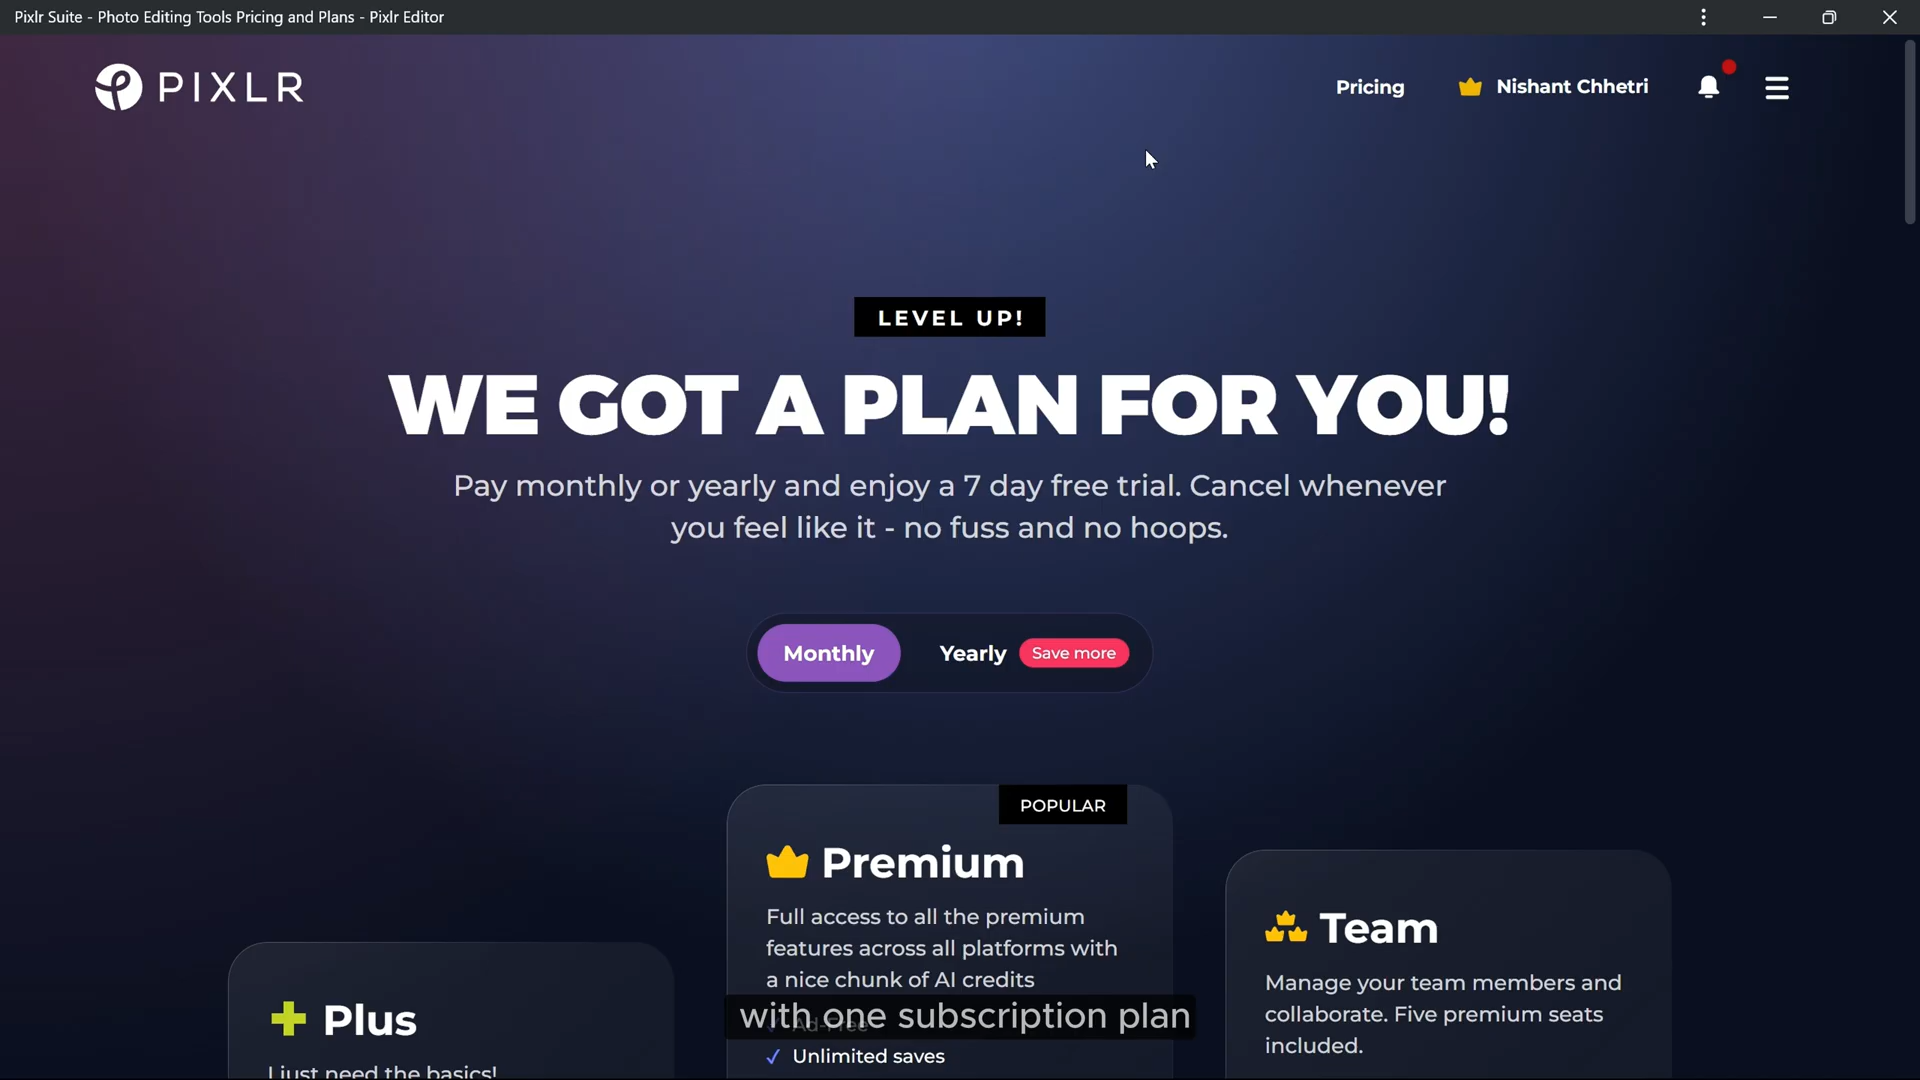 Pixlr Suite - Photo Editing Tools Pricing and Plans - Pixlr Editor
PIXLR
Pricing
Nishant Chhetri
LEVEL UP!
WE GOT A PLAN FOR YOU!
Pay monthly or yearly and enjoy a 7 day free trial. Cancel whenever
you feel like it - no fuss and no hoops.
Monthly
Yearly
Save more
POPULAR
Premium
Full access to all the premium
features across all platforms with
a nice chunk of AI credits
Ad-Free
with one subscription plan
✓ Unlimited saves
Team
Manage your team members and
collaborate. Five premium seats
included.
Plus
I just need the basics!